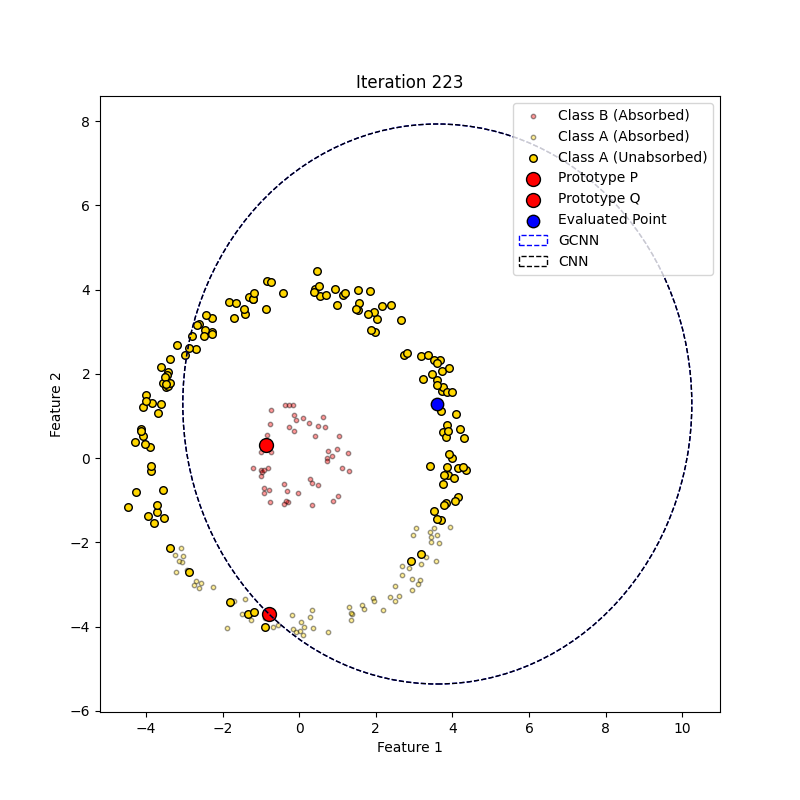 Iteration 223
Class B (Absorbed)
Class A (Absorbed)
Class A (Unabsorbed)
Prototype P
Prototype Q
Evaluated Point
GCNN
CNN
8
6
4
2
0
−2
−4
−6
Feature 2
−4 −2 0 2 4 6 8 10
Feature 1